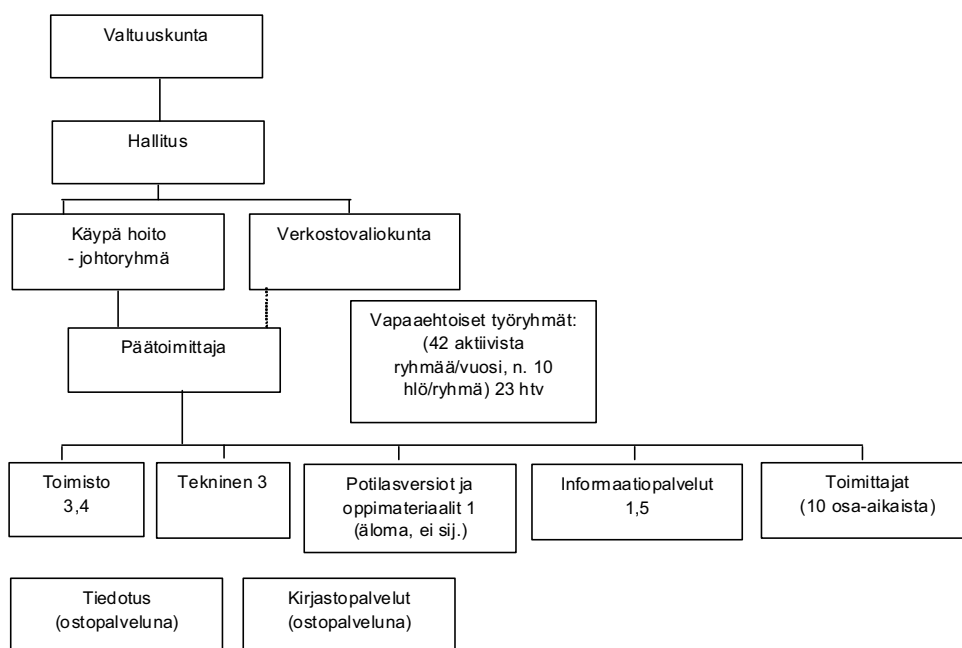 Valtuuskunta
Hallitus
Käypä hoito
- johtoryhmä
Verkostovaliokunta
Vapaaehtoiset työryhmät:
(42 aktiivista
ryhmää/vuosi, n. 10
hlö/ryhmä) 23 htv
Päätoimittaja
Toimisto
3,4
Tekninen 3
Potilasversiot ja
oppimateriaalit 1
(äloma, ei sij.)
Informaatiopalvelut
1,5
Toimittajat
(10 osa-aikaista)
Tiedotus
(ostopalveluna)
Kirjastopalvelut
(ostopalveluna)